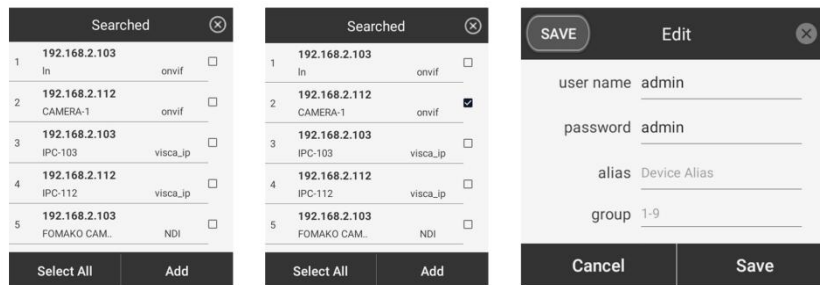 Searched
1 192.168.2.103
In onvif
2 192.168.2.112
CAMERA-1 onvif
3 192.168.2.103
IPC-103 visca_ip
4 192.168.2.112
IPC-112 visca_ip
5 192.168.2.103
FOMAKO CAM.. NDI
Select All Add
Searched
1 192.168.2.103
In onvif
2 192.168.2.112
CAMERA-1 onvif
3 192.168.2.103
IPC-103 visca_ip
4 192.168.2.112
IPC-112 visca_ip
5 192.168.2.103
FOMAKO CAM.. NDI
Select All Add
SAVE Edit
user name admin
password admin
alias Device Alias
group 1-9
Cancel Save